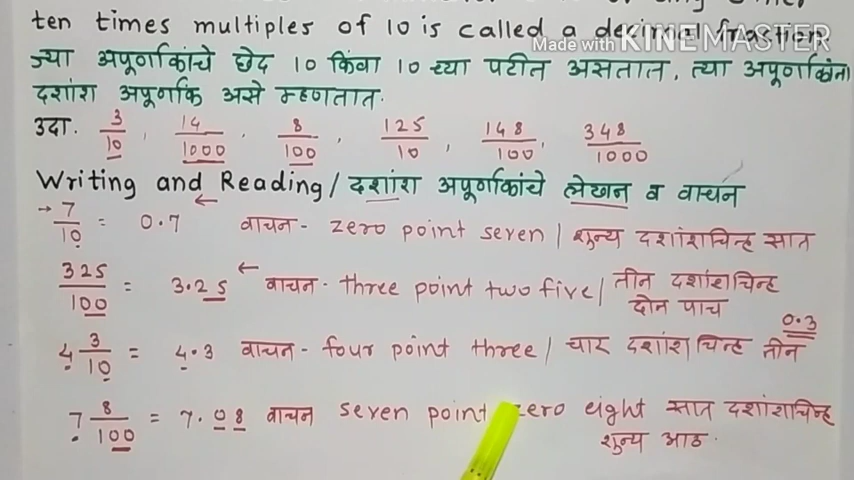 ten times multiples of 10 is called a decimal fraction
Made with KINEMASTER
ज्या अपूर्णांकांचे छेद 10 किंवा 10 च्या पटीत असतात, त्या अपूर्णांकांना
दशांश अपूर्णांक असे म्हणतात.
उदा. 3/10, 14/1000, 8/100, 125/10, 148/100, 348/1000
Writing and Reading/ दशांश अपूर्णांकांचे लेखन व वाचन
→ 7/10 = 0.7 ← वाचन - zero point seven / शुन्य दशांशचिन्ह सात
325/100 = 3.25 ← वाचन - three point two five/ तीन दशांशचिन्ह
दोन पाच
0.3
4 3/10 = 4.3 वाचन - four point three / चार दशांशचिन्ह तीन
7 8/100 = 7.08 वाचन seven point zero eight सात दशांशचिन्ह
शुन्य आठ.